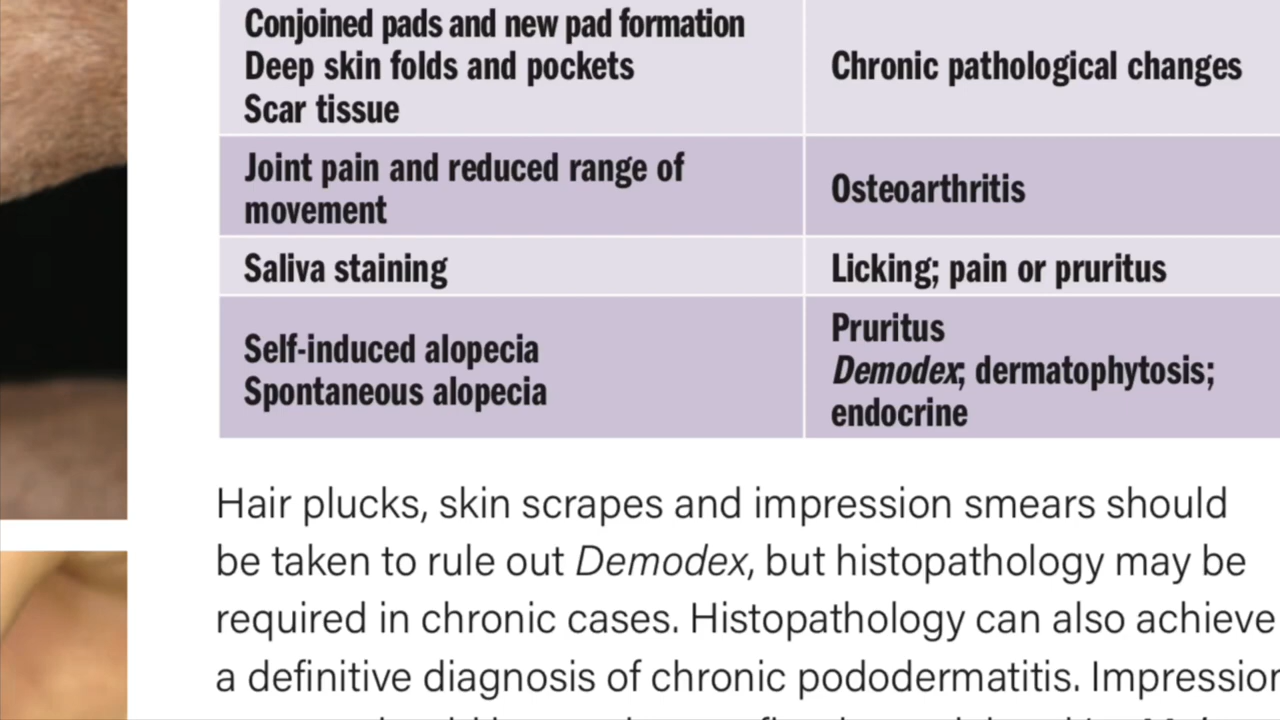 Conjoined pads and new pad formation
Deep skin folds and pockets
Scar tissue
Chronic pathological changes
Joint pain and reduced range of
movement
Osteoarthritis
Saliva staining
Licking; pain or pruritus
Self-induced alopecia
Spontaneous alopecia
Pruritus
Demodex; dermatophytosis;
endocrine
Hair plucks, skin scrapes and impression smears should
be taken to rule out Demodex, but histopathology may be
required in chronic cases. Histopathology can also achieve
a definitive diagnosis of chronic pododermatitis. Impression